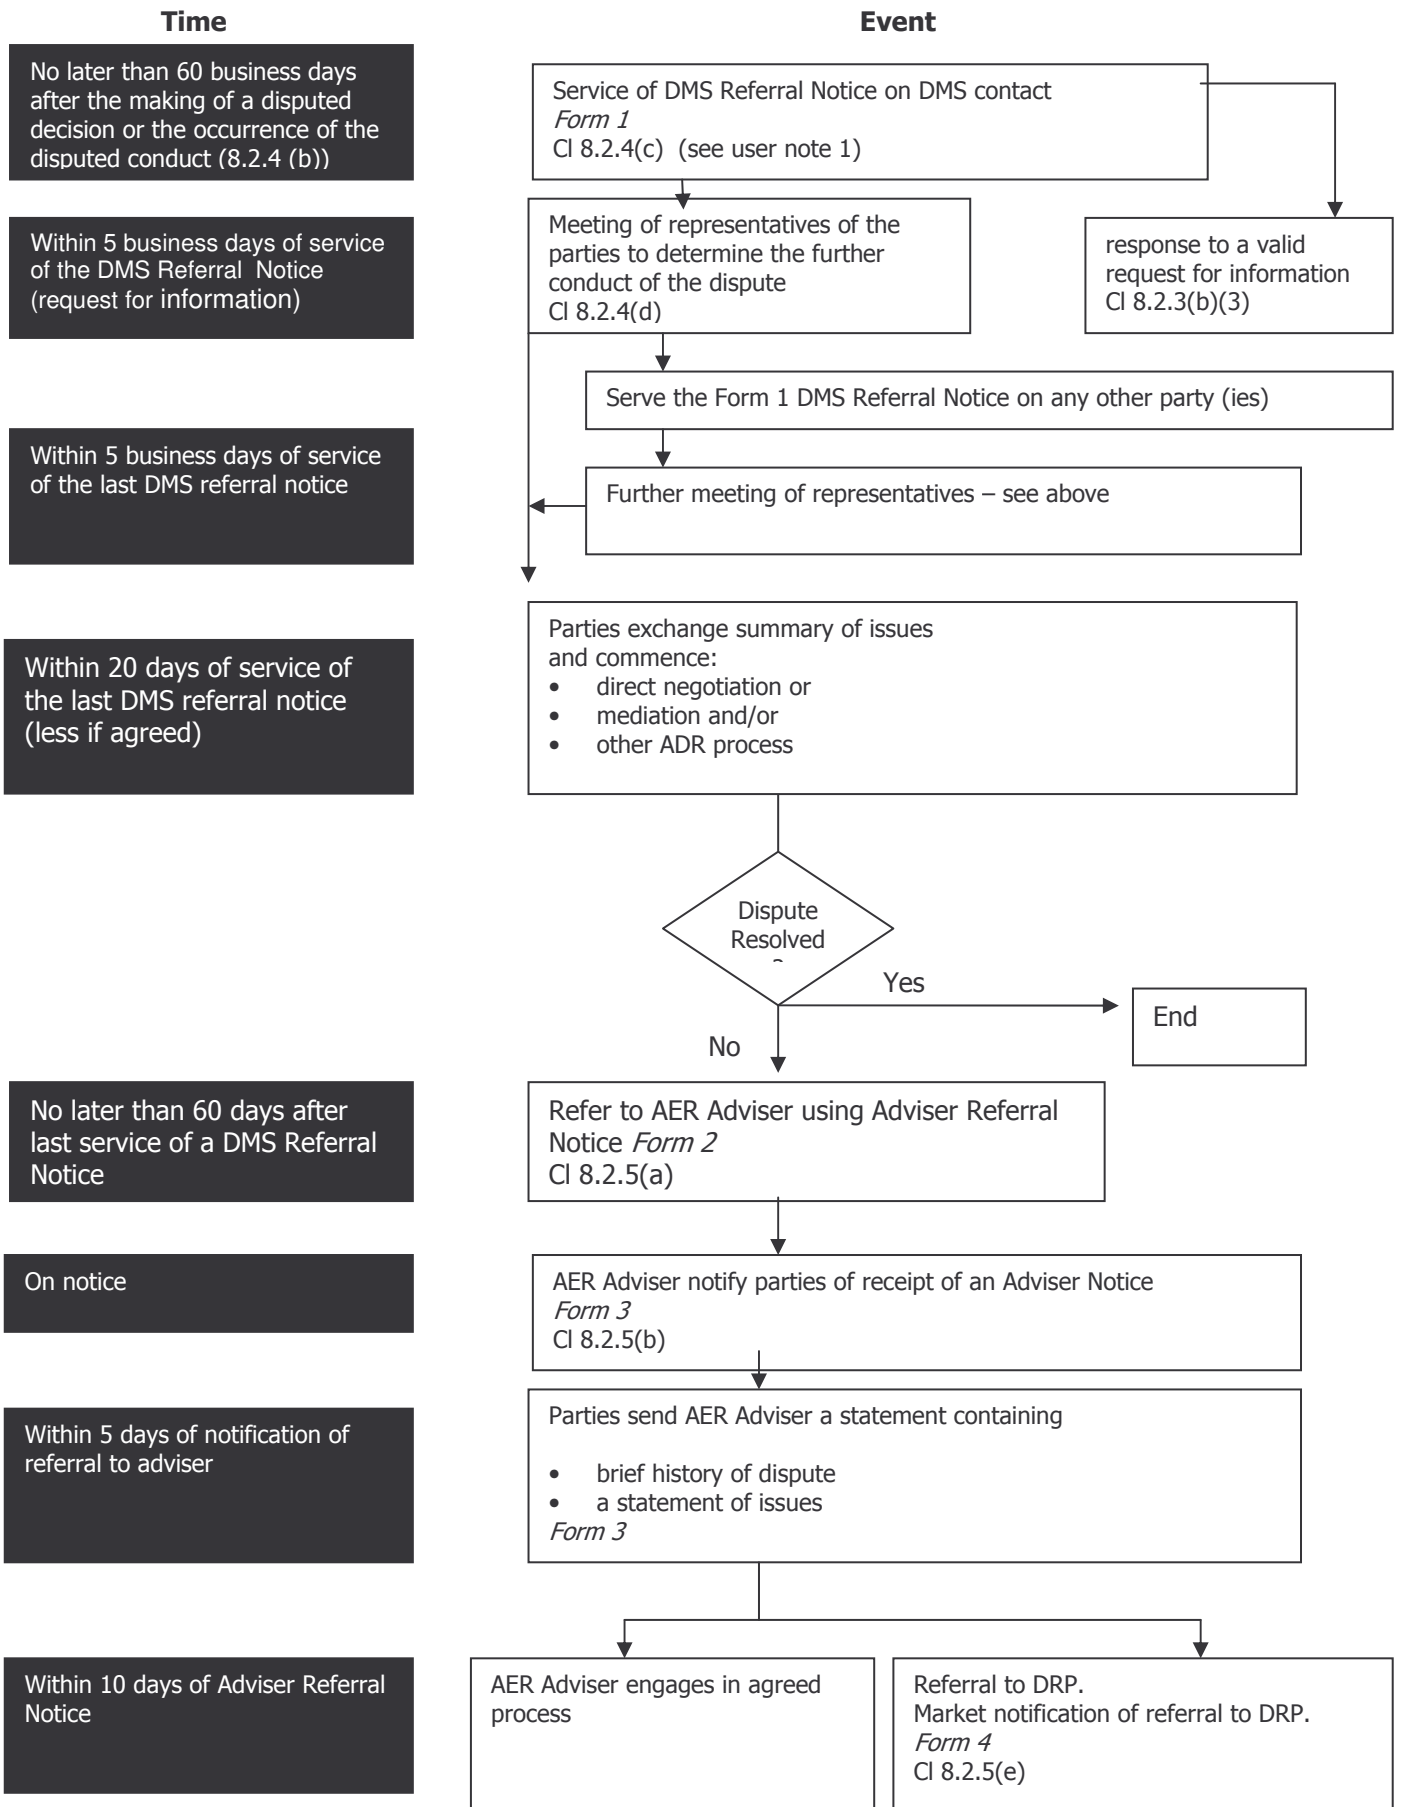 Time
Event
No later than 60 business days
after the making of a disputed
decision or the occurrence of the
disputed conduct (8.2.4 (b))
Service of DMS Referral Notice on DMS contact
Form 1
Cl 8.2.4(c)  (see user note 1)
Within 5 business days of service
of the DMS Referral  Notice
(request for information)
Meeting of representatives of the
parties to determine the further
conduct of the dispute
Cl 8.2.4(d)
response to a valid
request for information
Cl 8.2.3(b)(3)
Serve the Form 1 DMS Referral Notice on any other party (ies)
Within 5 business days of service
of the last DMS referral notice
Further meeting of representatives – see above
Within 20 days of service of
the last DMS referral notice
(less if agreed)
Parties exchange summary of issues
and commence:
• direct negotiation or
• mediation and/or
• other ADR process
Dispute
Resolved
?
Yes
End
No
No later than 60 days after
last service of a DMS Referral
Notice
Refer to AER Adviser using Adviser Referral
Notice Form 2
Cl 8.2.5(a)
On notice
AER Adviser notify parties of receipt of an Adviser Notice
Form 3
Cl 8.2.5(b)
Within 5 days of notification of
referral to adviser
Parties send AER Adviser a statement containing
• brief history of dispute
• a statement of issues
Form 3
Within 10 days of Adviser Referral
Notice
AER Adviser engages in agreed
process
Referral to DRP.
Market notification of referral to DRP.
Form 4
Cl 8.2.5(e)